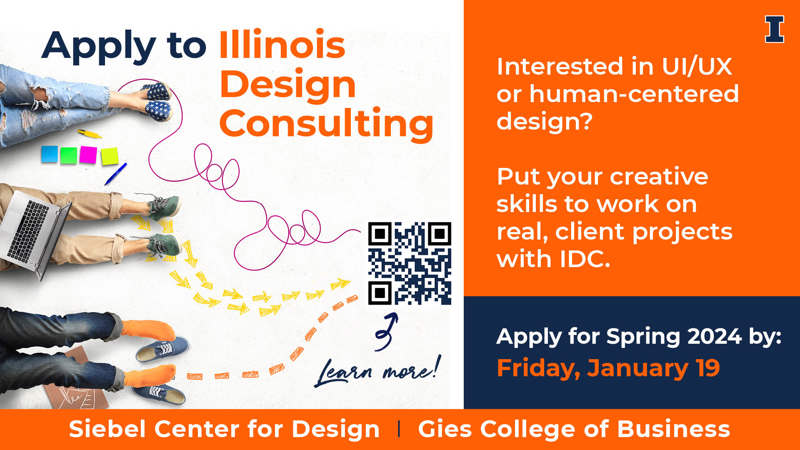 Apply to Illinois
Design
Consulting
Learn more!
I
Interested in UI/UX
or human-centered
design?
Put your creative
skills to work on
real, client projects
with IDC.
Apply for Spring 2024 by:
Friday, January 19
Siebel Center for Design | Gies College of Business